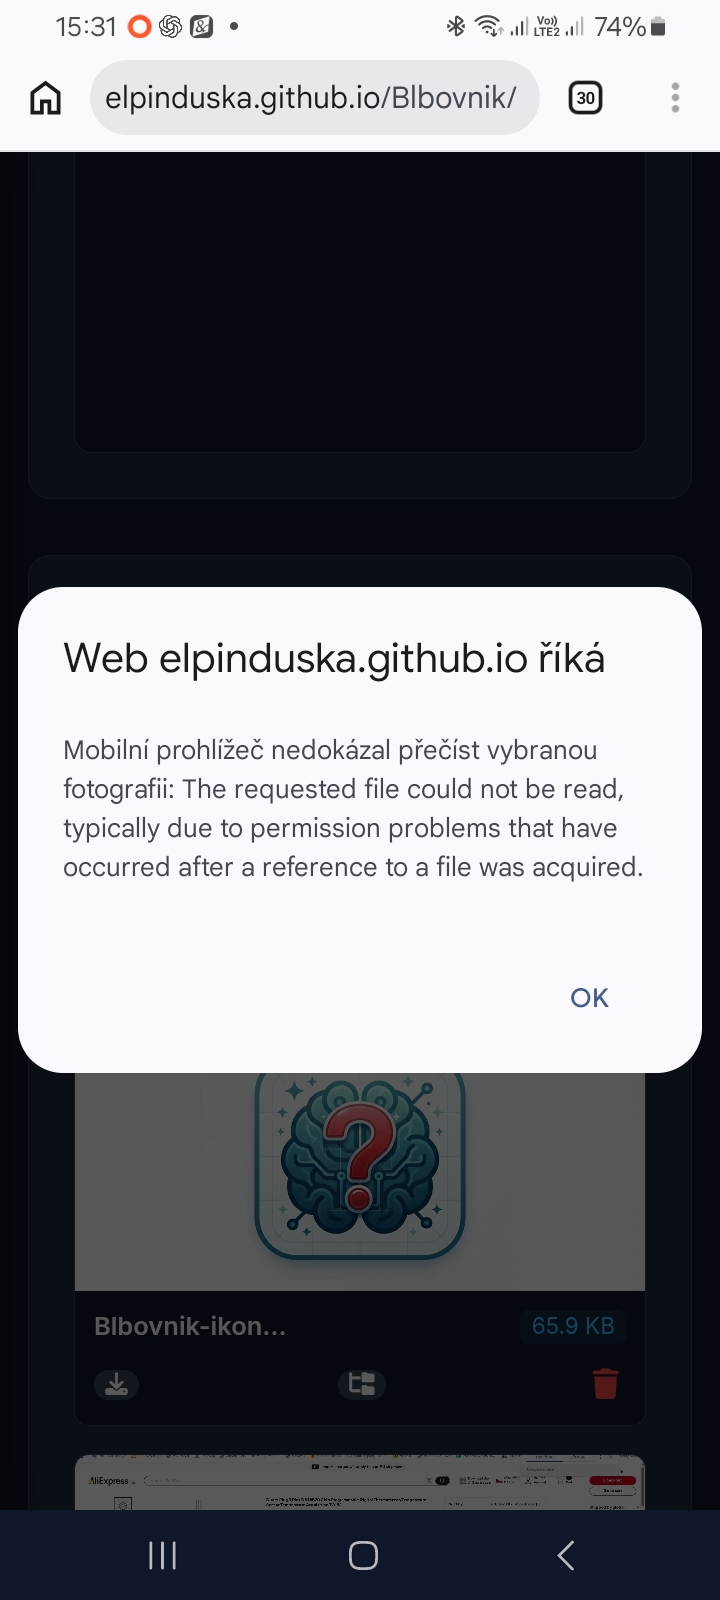 15:31
Vo)) LTE2
74%
elpinduska.github.io/Blbovnik/
30
Web elpinduska.github.io říká
Mobilní prohlížeč nedokázal přečíst vybranou
fotografii: The requested file could not be read,
typically due to permission problems that have
occurred after a reference to a file was acquired.
OK
?
Blbovnik-ikon...
65.9 KB
AliExpress